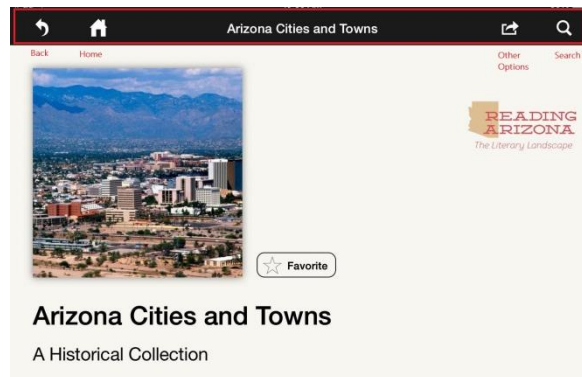 Arizona Cities and Towns
Back
Home
Other
Options
Search
READING
ARIZONA
The Literary Landscape
Favorite
Arizona Cities and Towns
A Historical Collection